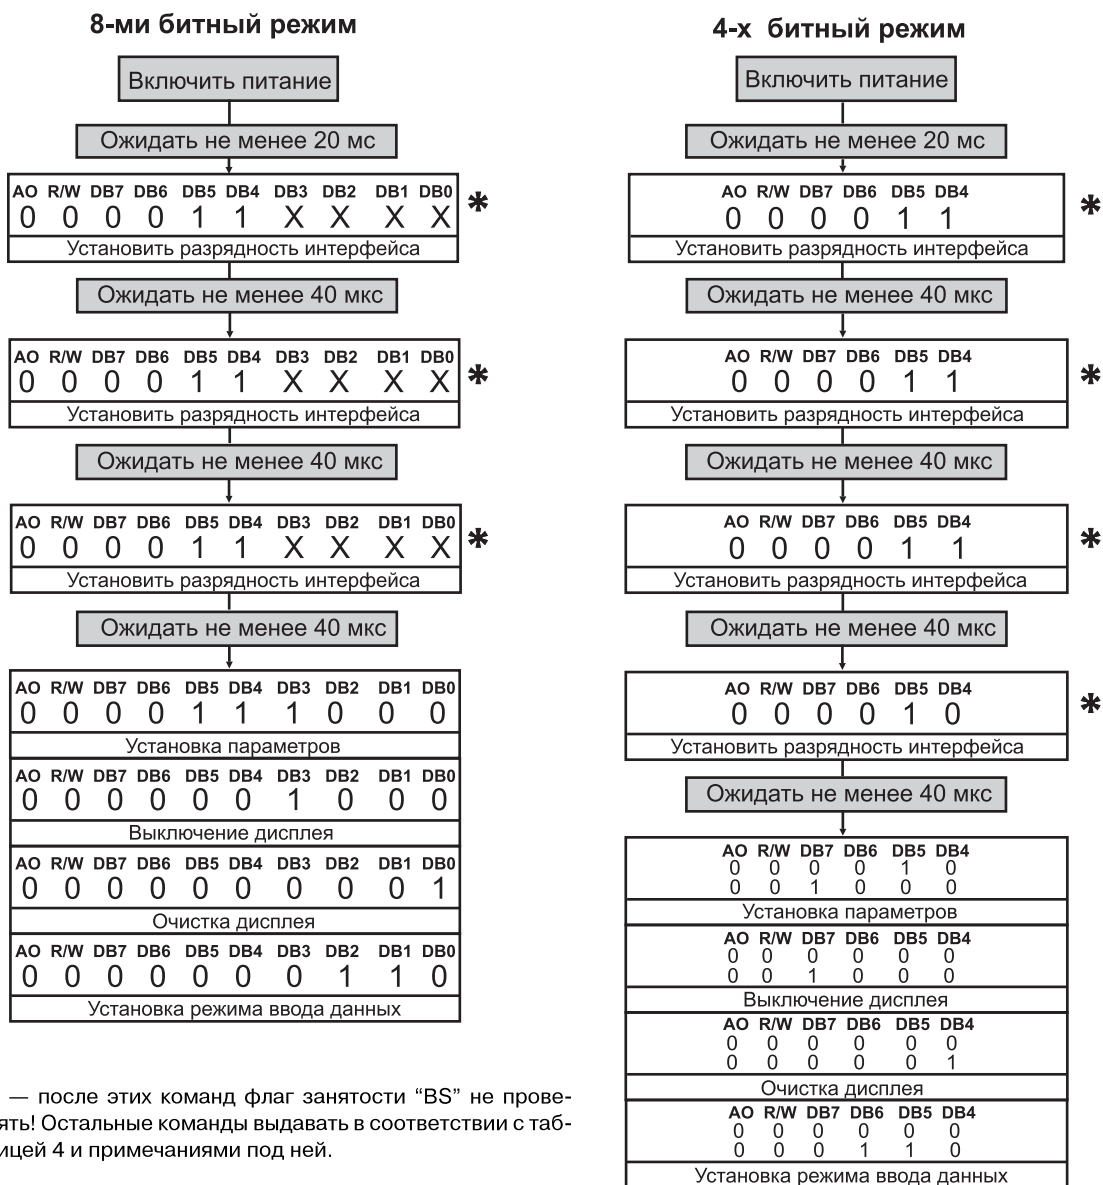 8-ми битный режим
Включить питание
Ожидать не менее 20 мс
AO R/W DB7 DB6 DB5 DB4 DB3 DB2 DB1 DB0
0 0 0 0 1 1 X X X X *
Установить разрядность интерфейса
Ожидать не менее 40 мкс
AO R/W DB7 DB6 DB5 DB4 DB3 DB2 DB1 DB0
0 0 0 0 1 1 X X X X *
Установить разрядность интерфейса
Ожидать не менее 40 мкс
AO R/W DB7 DB6 DB5 DB4 DB3 DB2 DB1 DB0
0 0 0 0 1 1 X X X X *
Установить разрядность интерфейса
Ожидать не менее 40 мкс
AO R/W DB7 DB6 DB5 DB4 DB3 DB2 DB1 DB0
0 0 0 0 1 1 1 0 0 0
Установка параметров
AO R/W DB7 DB6 DB5 DB4 DB3 DB2 DB1 DB0
0 0 0 0 0 0 1 0 0 0
Выключение дисплея
AO R/W DB7 DB6 DB5 DB4 DB3 DB2 DB1 DB0
0 0 0 0 0 0 0 0 0 1
Очистка дисплея
AO R/W DB7 DB6 DB5 DB4 DB3 DB2 DB1 DB0
0 0 0 0 0 0 0 1 1 0
Установка режима ввода данных
— после этих команд флаг занятости “BS” не прове-
ять! Остальные команды выдавать в соответствии с таб-
ицей 4 и примечаниями под ней.
4-х битный режим
Включить питание
Ожидать не менее 20 мс
AO R/W DB7 DB6 DB5 DB4
0 0 0 0 1 1 *
Установить разрядность интерфейса
Ожидать не менее 40 мкс
AO R/W DB7 DB6 DB5 DB4
0 0 0 0 1 1 *
Установить разрядность интерфейса
Ожидать не менее 40 мкс
AO R/W DB7 DB6 DB5 DB4
0 0 0 0 1 1 *
Установить разрядность интерфейса
Ожидать не менее 40 мкс
AO R/W DB7 DB6 DB5 DB4
0 0 0 0 1 0 *
Установить разрядность интерфейса
Ожидать не менее 40 мкс
AO R/W DB7 DB6 DB5 DB4
0 0 0 0 1 0
0 0 1 0 0 0
Установка параметров
AO R/W DB7 DB6 DB5 DB4
0 0 0 0 0 0
0 0 1 0 0 0
Выключение дисплея
AO R/W DB7 DB6 DB5 DB4
0 0 0 0 0 0
0 0 0 0 0 1
Очистка дисплея
AO R/W DB7 DB6 DB5 DB4
0 0 0 0 0 0
0 0 0 1 1 0
Установка режима ввода данных